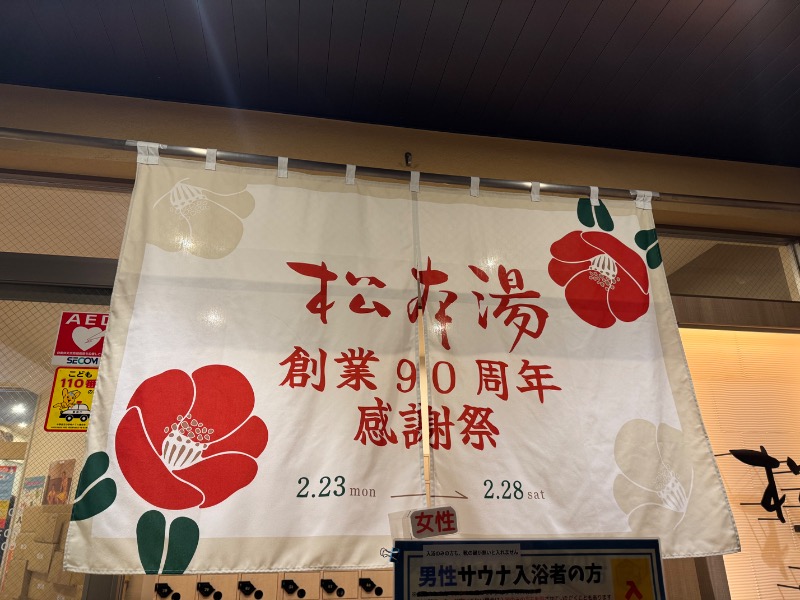 松本湯
創業90周年
感謝祭
2.23 mon → 2.28 sat
AED
SECOM
こども
110番
の
女性
男性サウナ入浴者の方
入